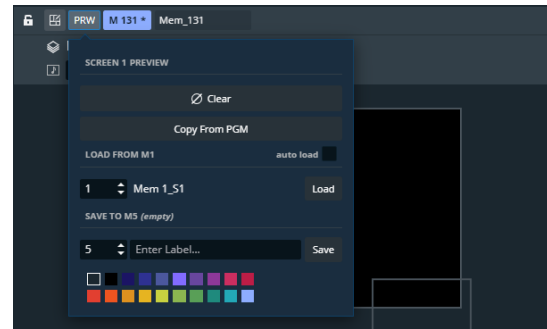 PRW M 131 * Mem_131
SCREEN 1 PREVIEW
Clear
Copy From PGM
LOAD FROM M1 auto load
1 Mem 1_S1 Load
SAVE TO M5 (empty)
5 Enter Label... Save